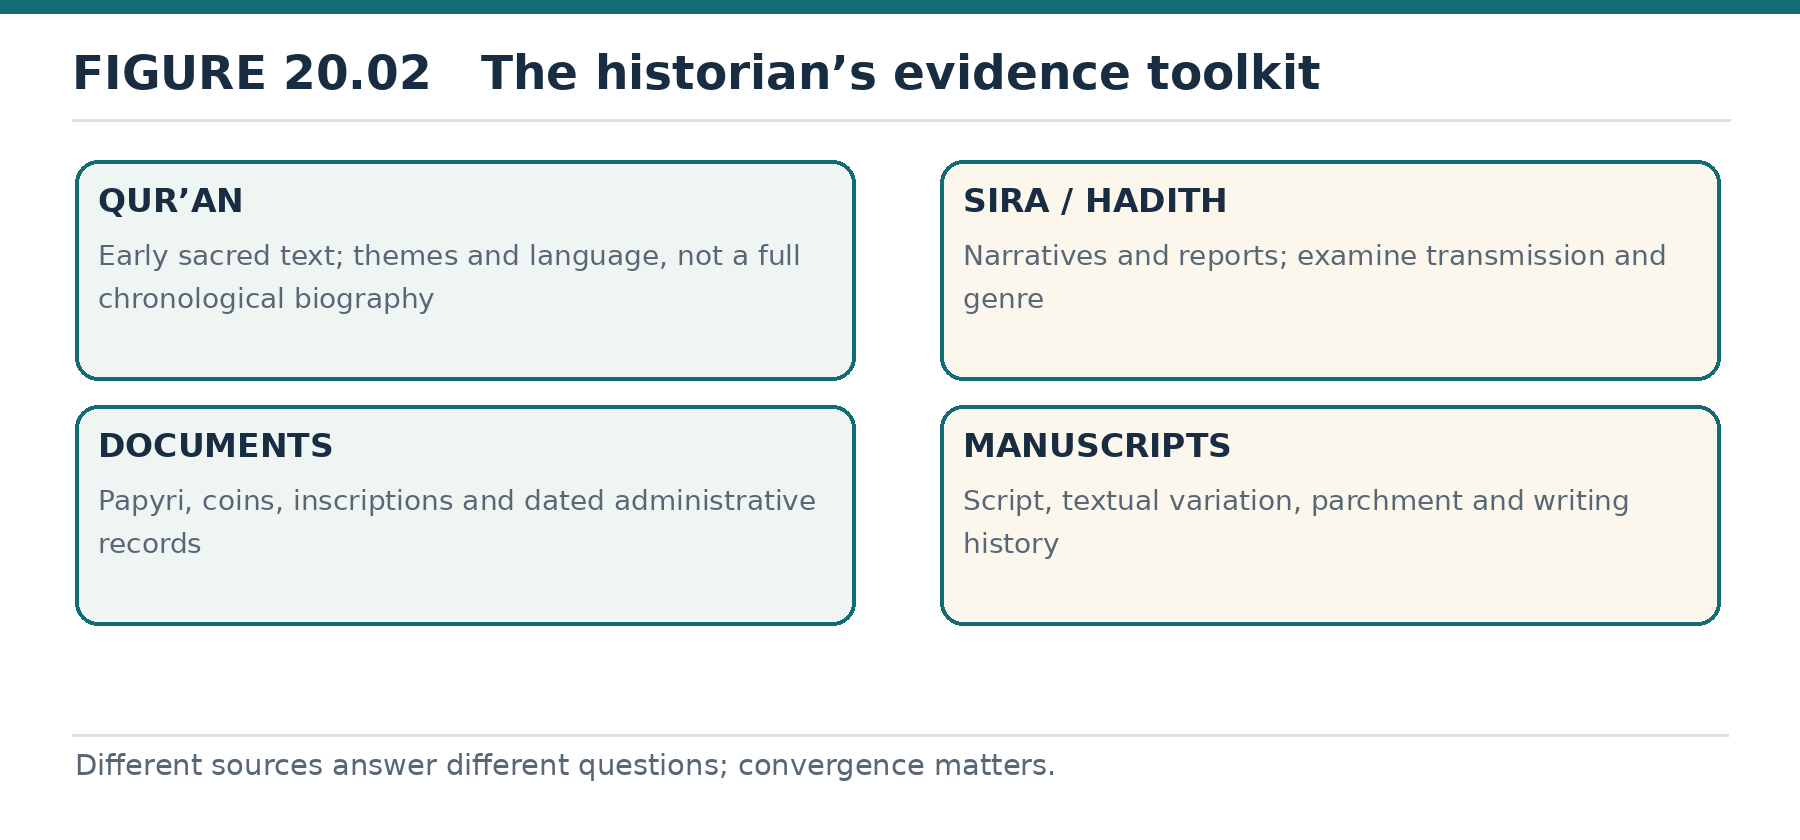 FIGURE 20.02 The historian’s evidence toolkit
QUR’AN
Early sacred text; themes and language, not a full
chronological biography
SIRA / HADITH
Narratives and reports; examine transmission and
genre
DOCUMENTS
Papyri, coins, inscriptions and dated administrative
records
MANUSCRIPTS
Script, textual variation, parchment and writing
history
Different sources answer different questions; convergence matters.